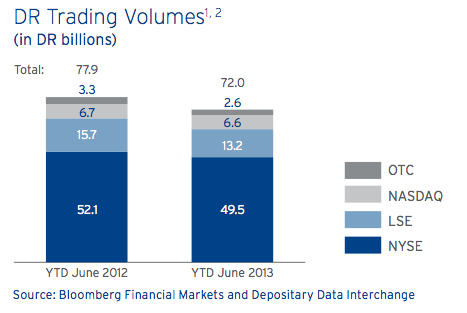 DR Trading Volumes1, 2
(in DR billions)
Total: 77.9 72.0
3.3 2.6
6.7 6.6
15.7 13.2
52.1 49.5
OTC
NASDAQ
LSE
NYSE
YTD June 2012 YTD June 2013
Source: Bloomberg Financial Markets and Depositary Data Interchange